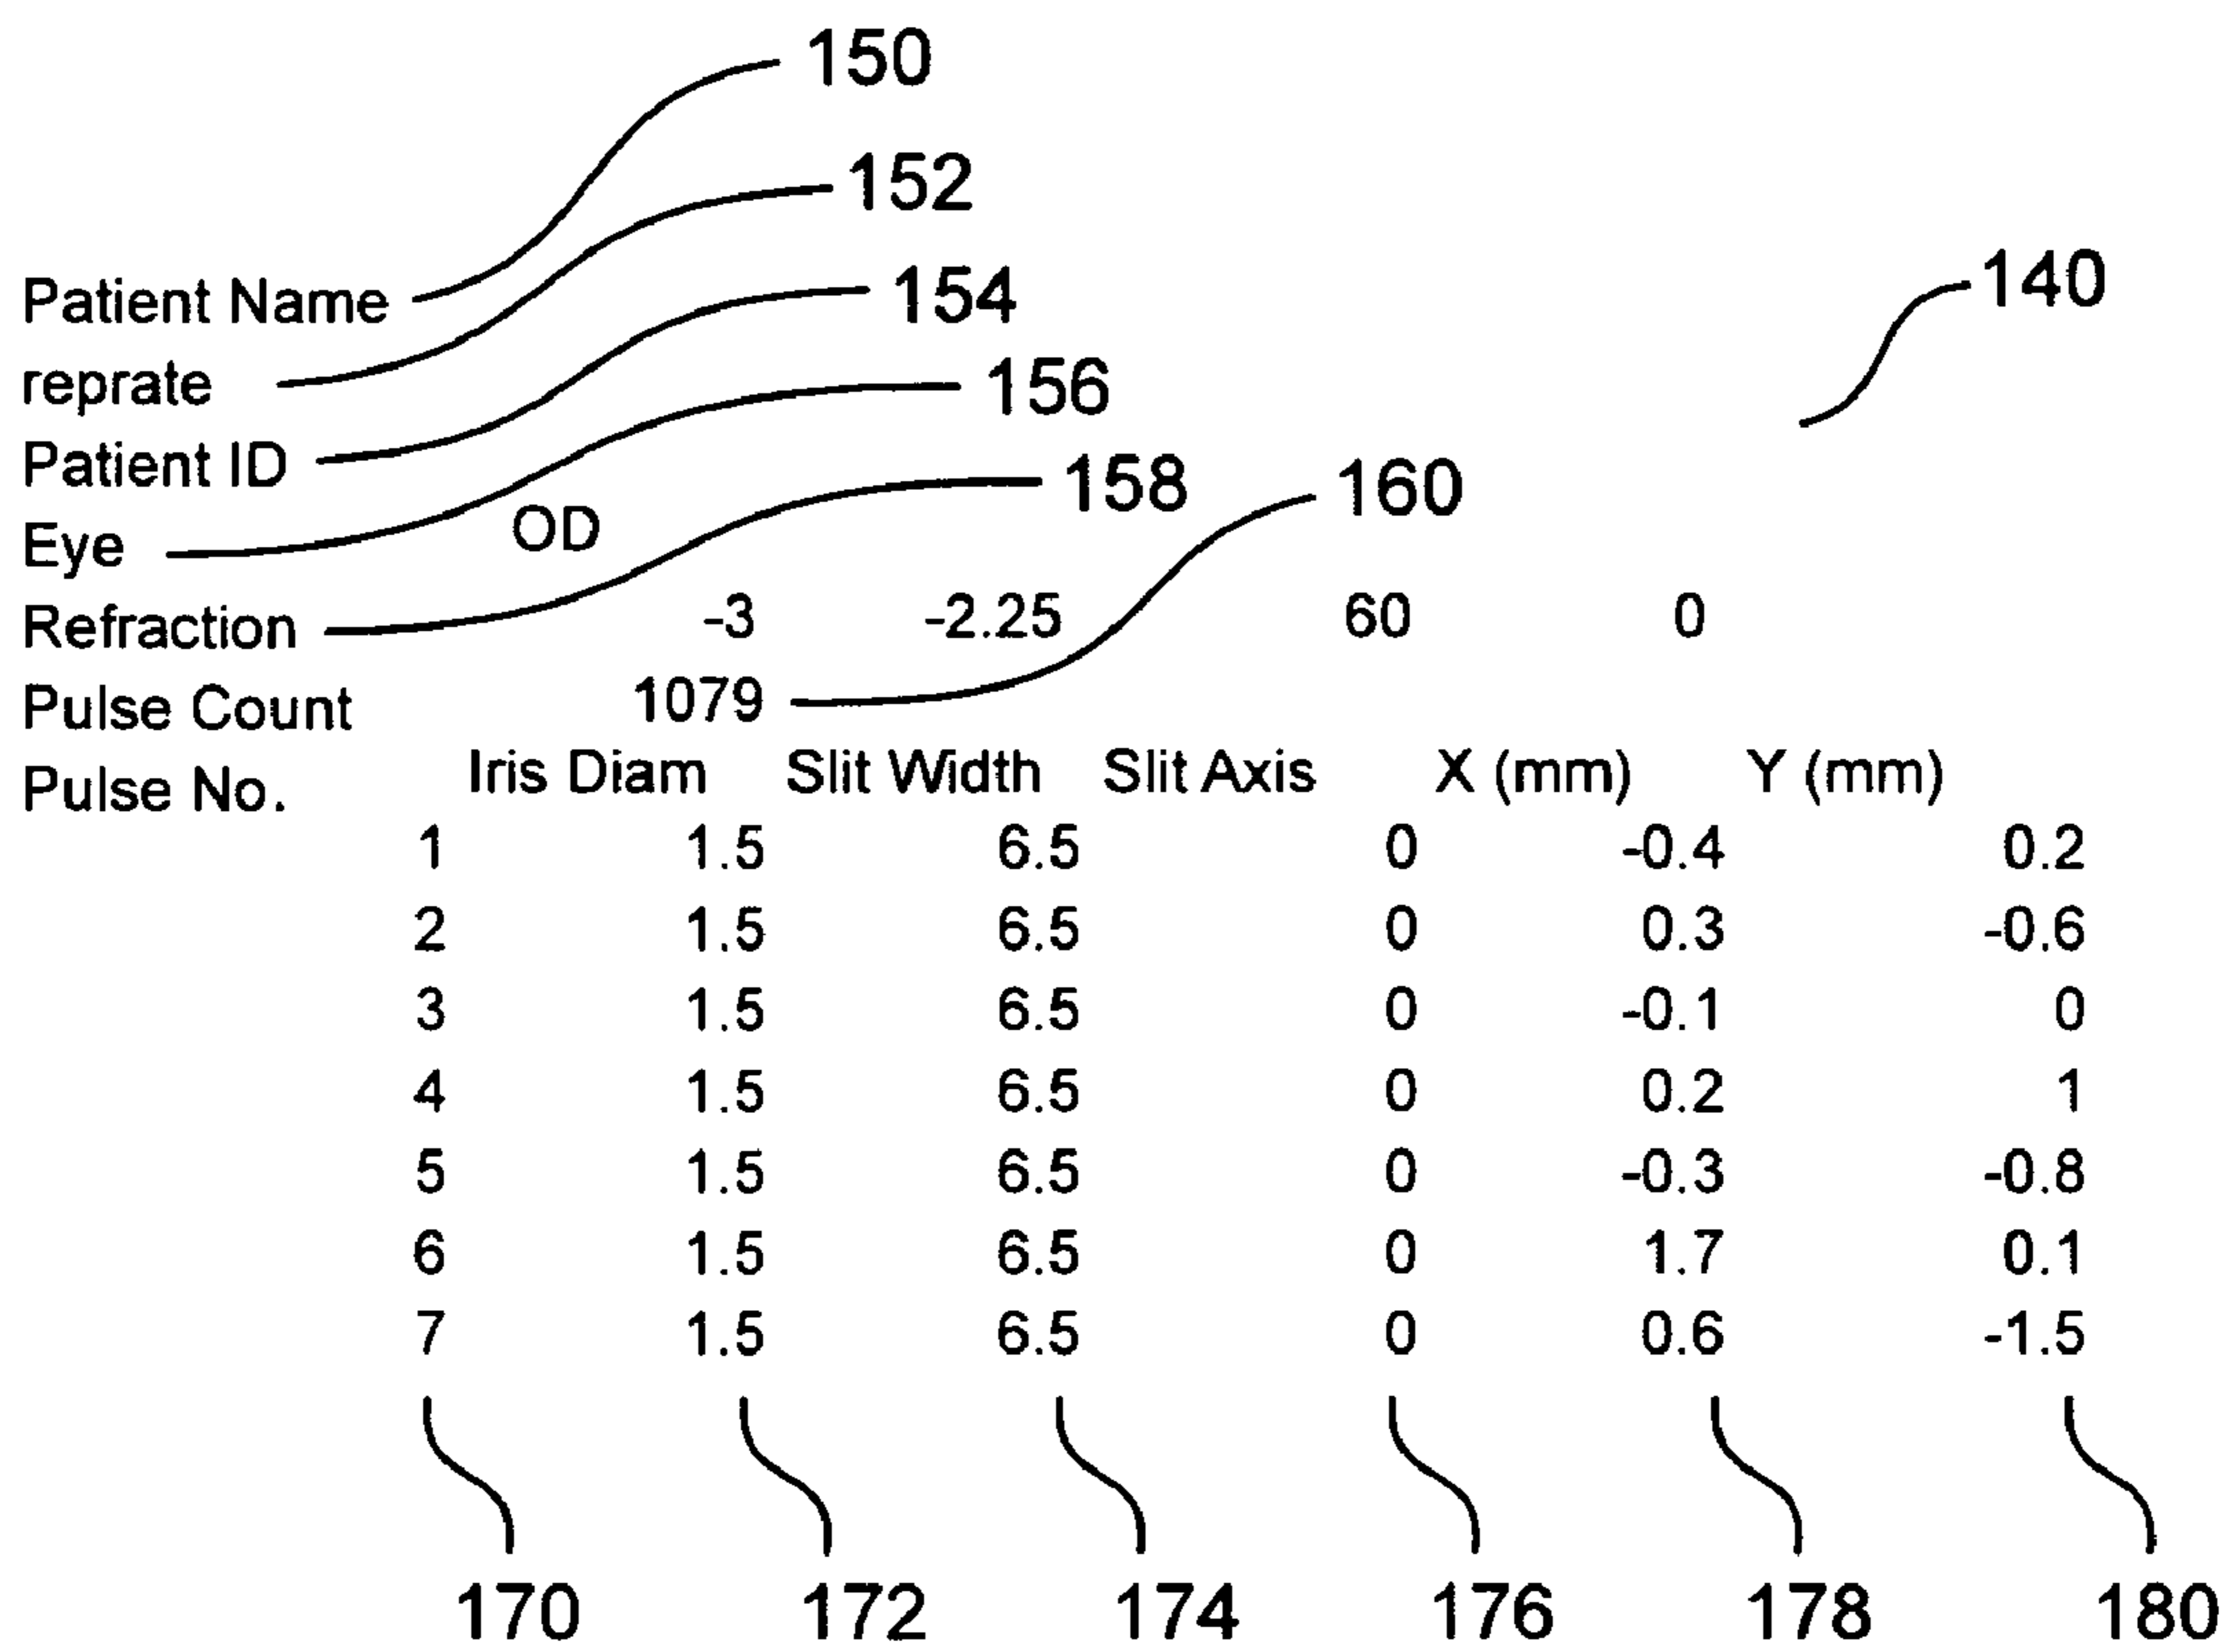 150
152
Patient Name 154 140
reprate 156
Patient ID 158 160
Eye OD
Refraction -3 -2.25 60 0
Pulse Count 1079
Pulse No. Iris Diam Slit Width Slit Axis X (mm) Y (mm)
1 1.5 6.5 0 -0.4 0.2
2 1.5 6.5 0 0.3 -0.6
3 1.5 6.5 0 -0.1 0
4 1.5 6.5 0 0.2 1
5 1.5 6.5 0 -0.3 -0.8
6 1.5 6.5 0 1.7 0.1
7 1.5 6.5 0 0.6 -1.5
170 172 174 176 178 180